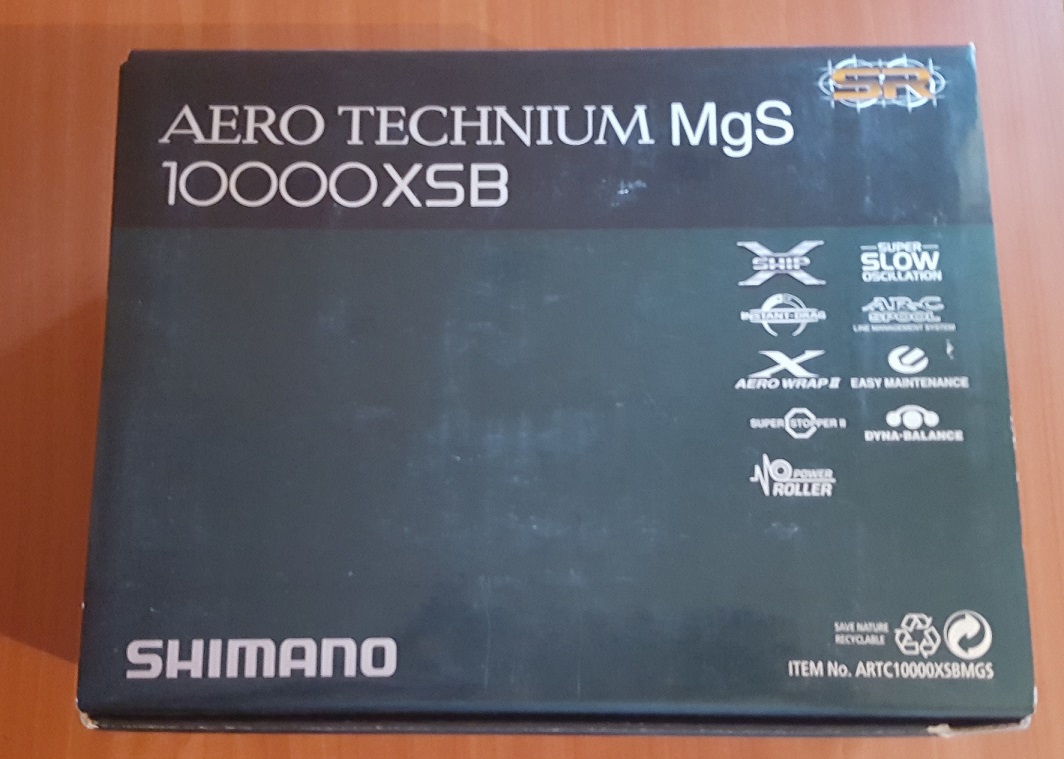 SR
AERO TECHNIUM MgS
10000XSB
X SHIP
SUPER
SLOW
OSCILLATION
INSTANT-DRAG
AR-C
SPOOL
LINE MANAGEMENT SYSTEM
X
AERO WRAP II
EASY MAINTENANCE
SUPER STOPPER II
DYNA-BALANCE
POWER
ROLLER
SHIMANO
SAVE NATURE
RECYCLABLE
ITEM No. ARTC10000XSBMGS